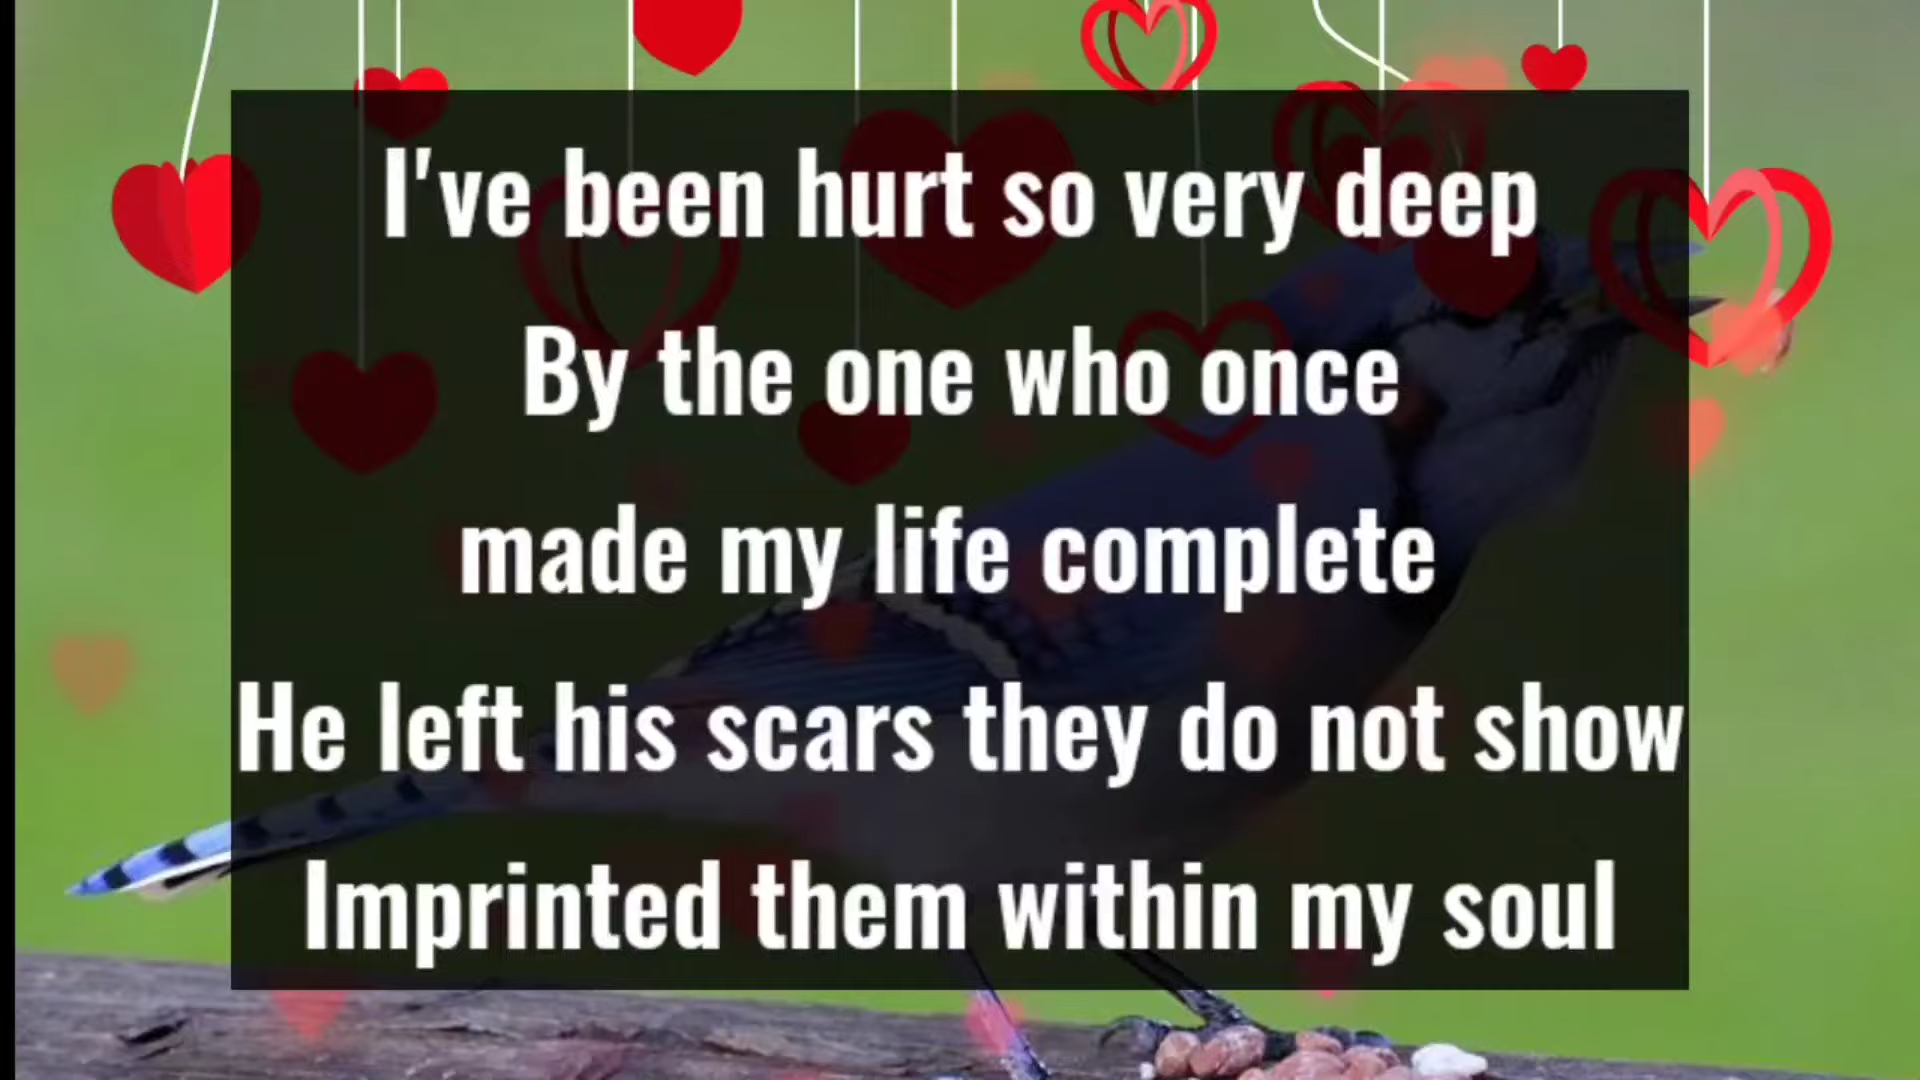 I've been hurt so very deep
By the one who once
made my life complete
He left his scars they do not show
Imprinted them within my soul